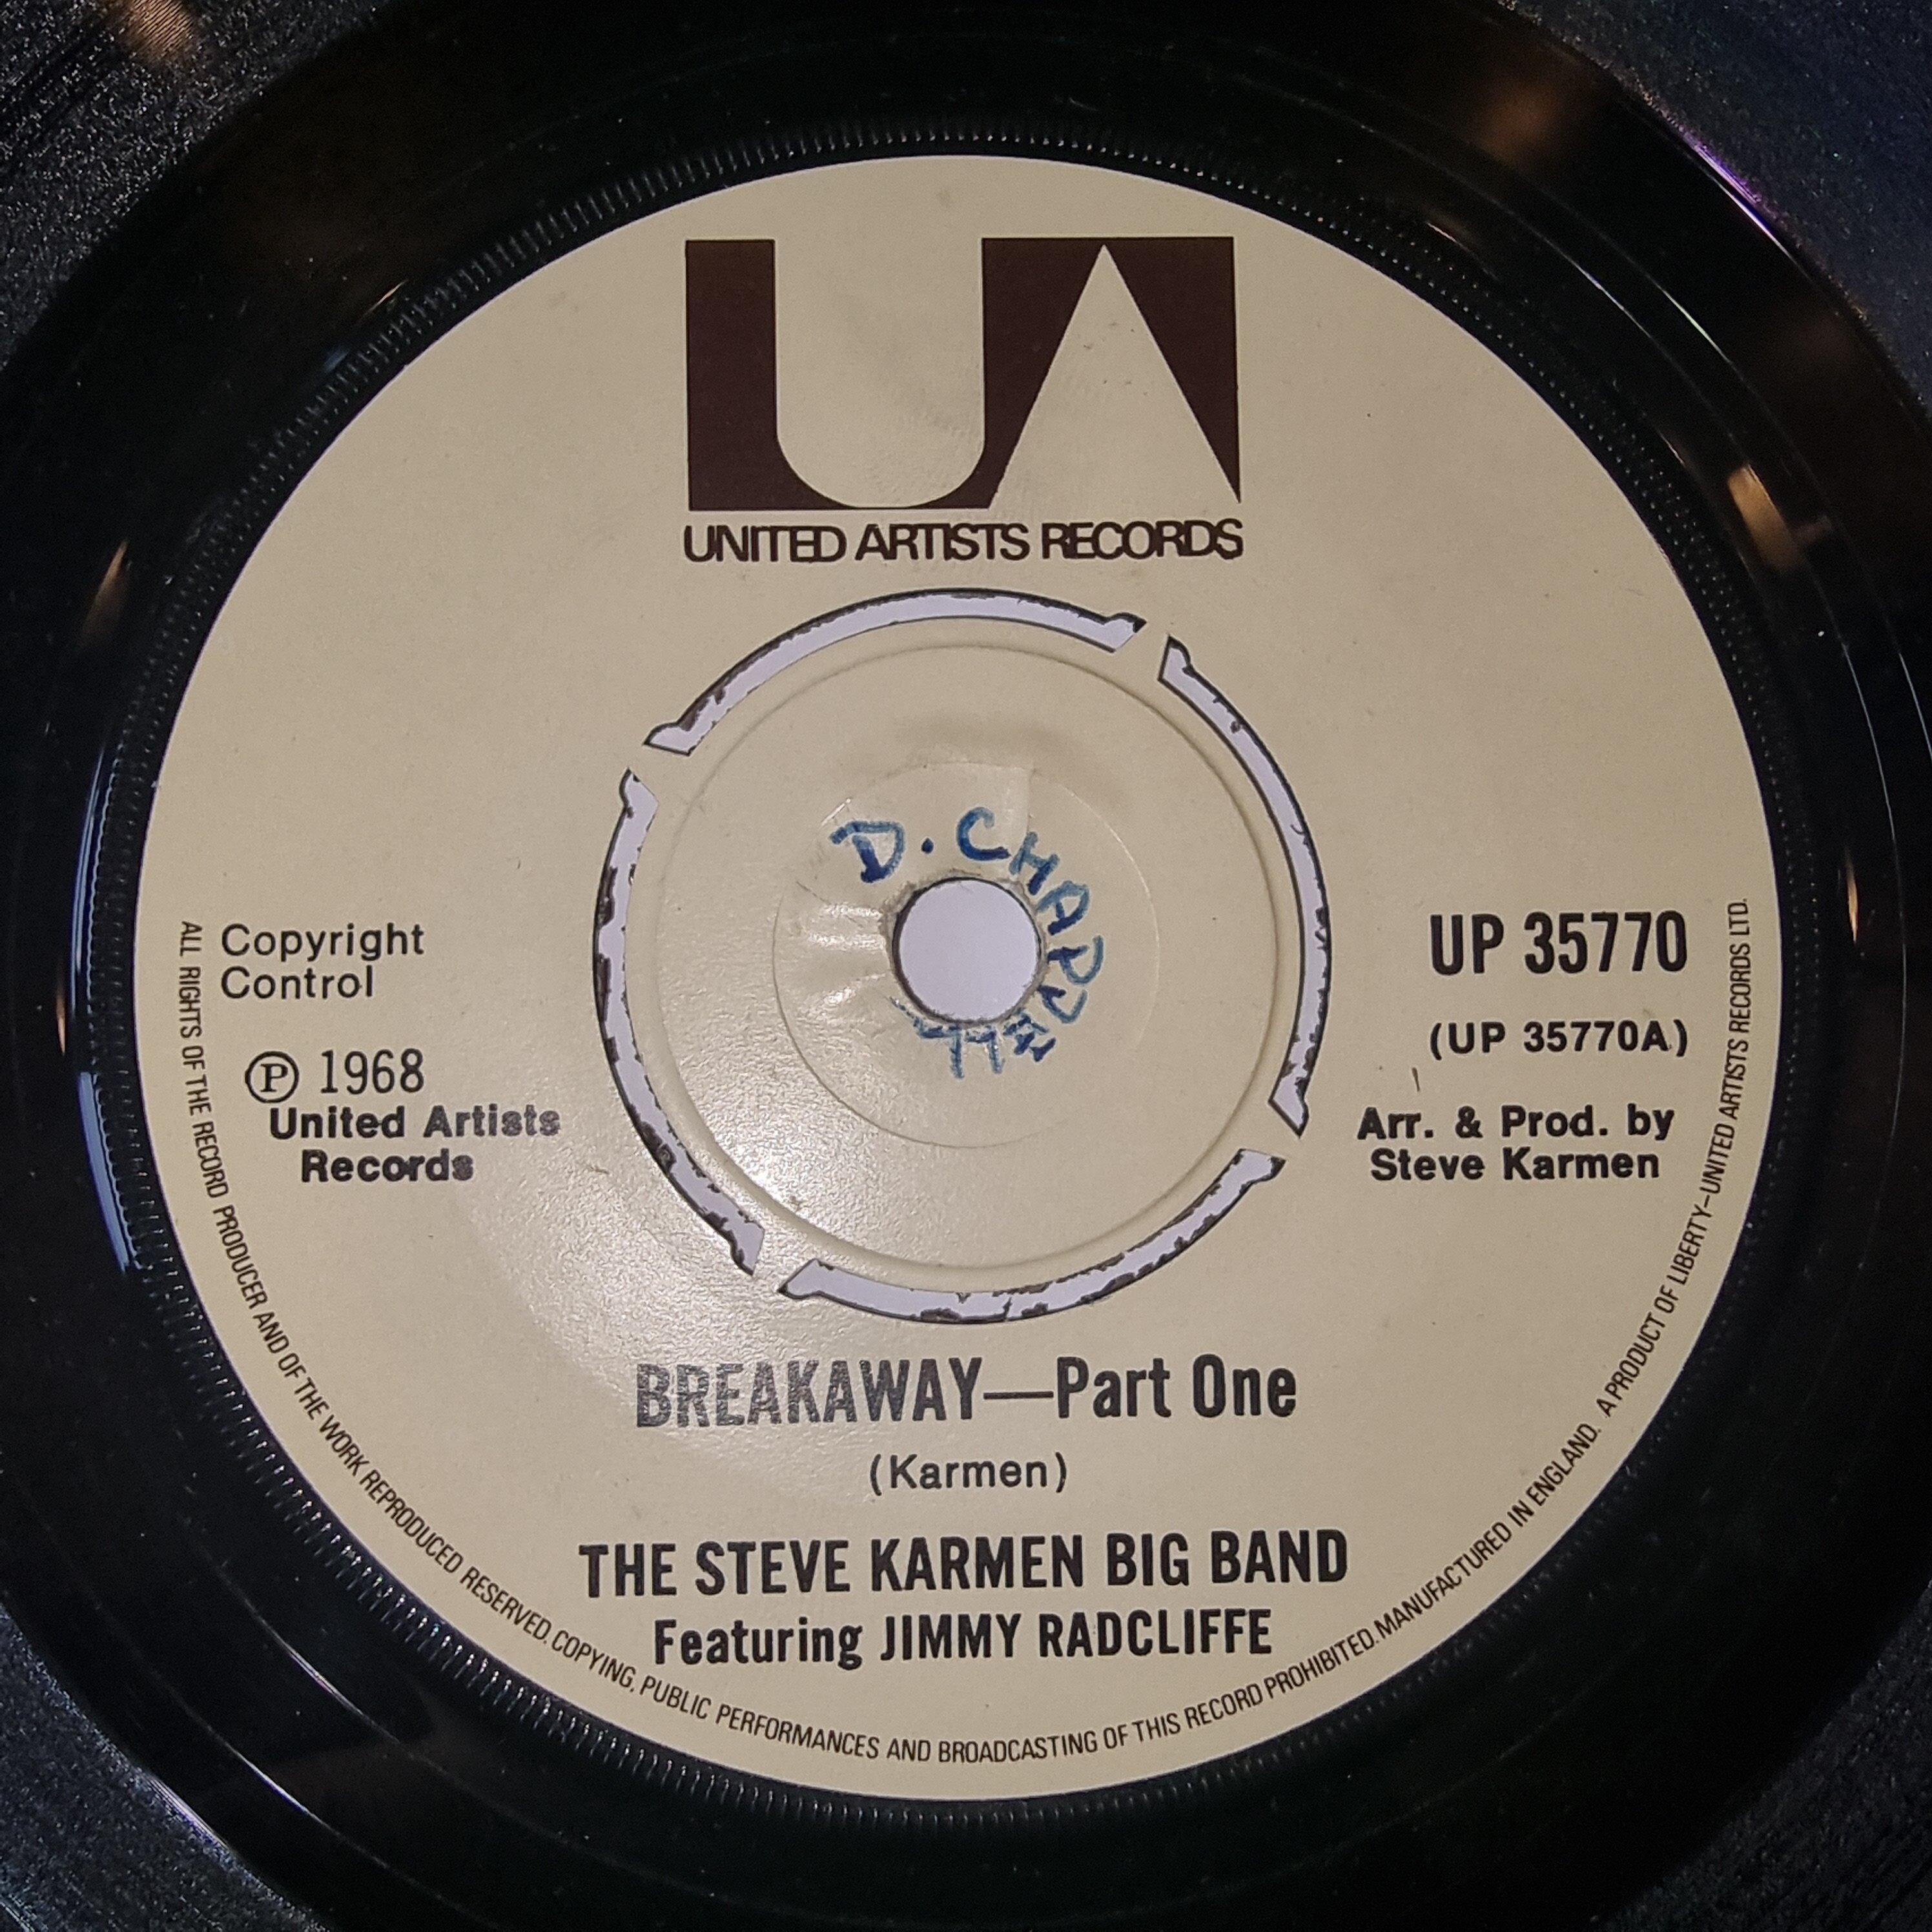 UA
UNITED ARTISTS RECORDS
D. CHAPPELL
Copyright
Control
Ⓟ 1968
United Artists
Records
UP 35770
(UP 35770A)
Arr. & Prod. by
Steve Karmen
BREAKAWAY—Part One
(Karmen)
THE STEVE KARMEN BIG BAND
Featuring JIMMY RADCLIFFE
ALL RIGHTS OF THE RECORD PRODUCER AND OF THE WORK REPRODUCED RESERVED. COPYING, PUBLIC PERFORMANCES AND BROADCASTING OF THIS RECORD PROHIBITED. MANUFACTURED IN ENGLAND. A PRODUCT OF LIBERTY–UNITED ARTISTS RECORDS LTD.